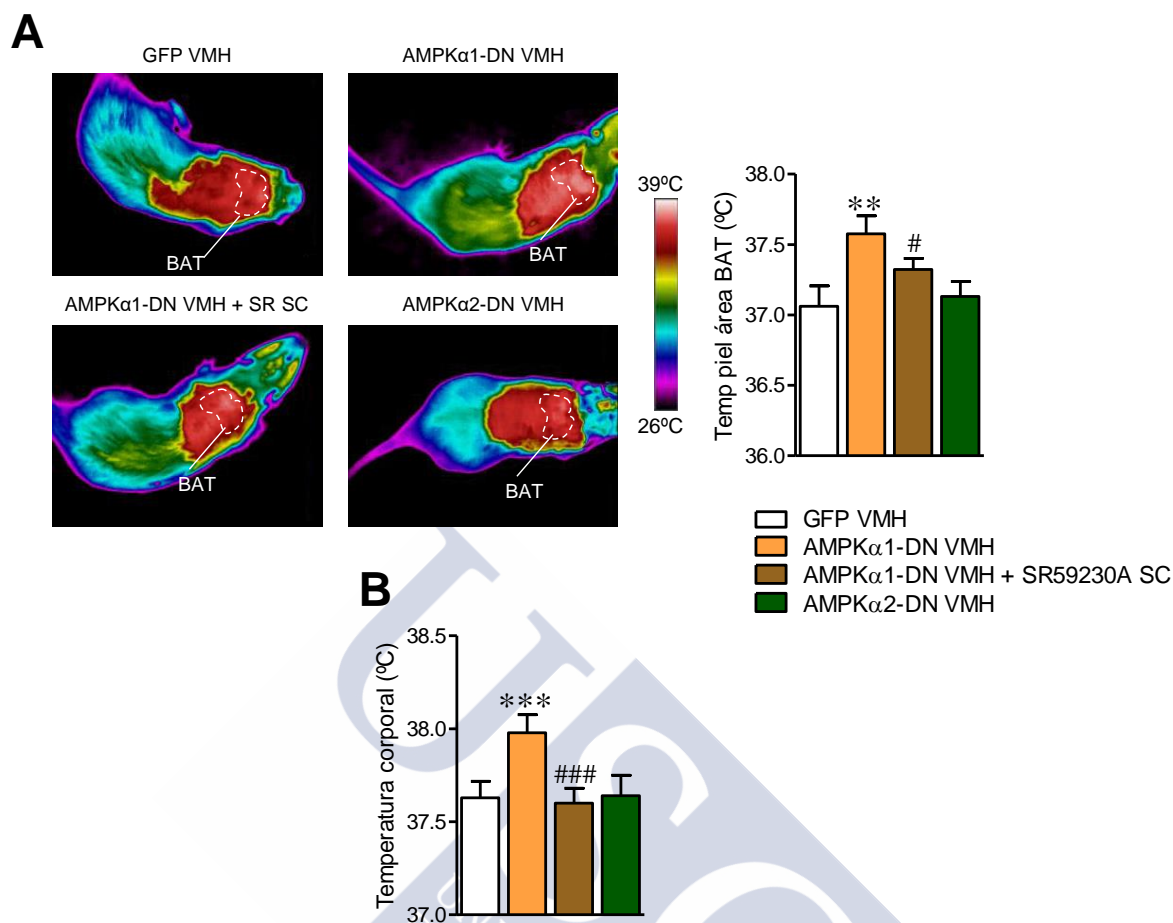 A
GFP VMH
AMPKα1-DN VMH
BAT
BAT
AMPKα1-DN VMH + SR SC
AMPKα2-DN VMH
BAT
BAT
39ºC
26ºC
Temp piel área BAT (ºC)
38.0
37.5
37.0
36.5
36.0
**
#
GFP VMH
AMPKα1-DN VMH
AMPKα1-DN VMH + SR59230A SC
AMPKα2-DN VMH
B
Temperatura corporal (ºC)
38.5
38.0
37.5
37.0
***
###
USC